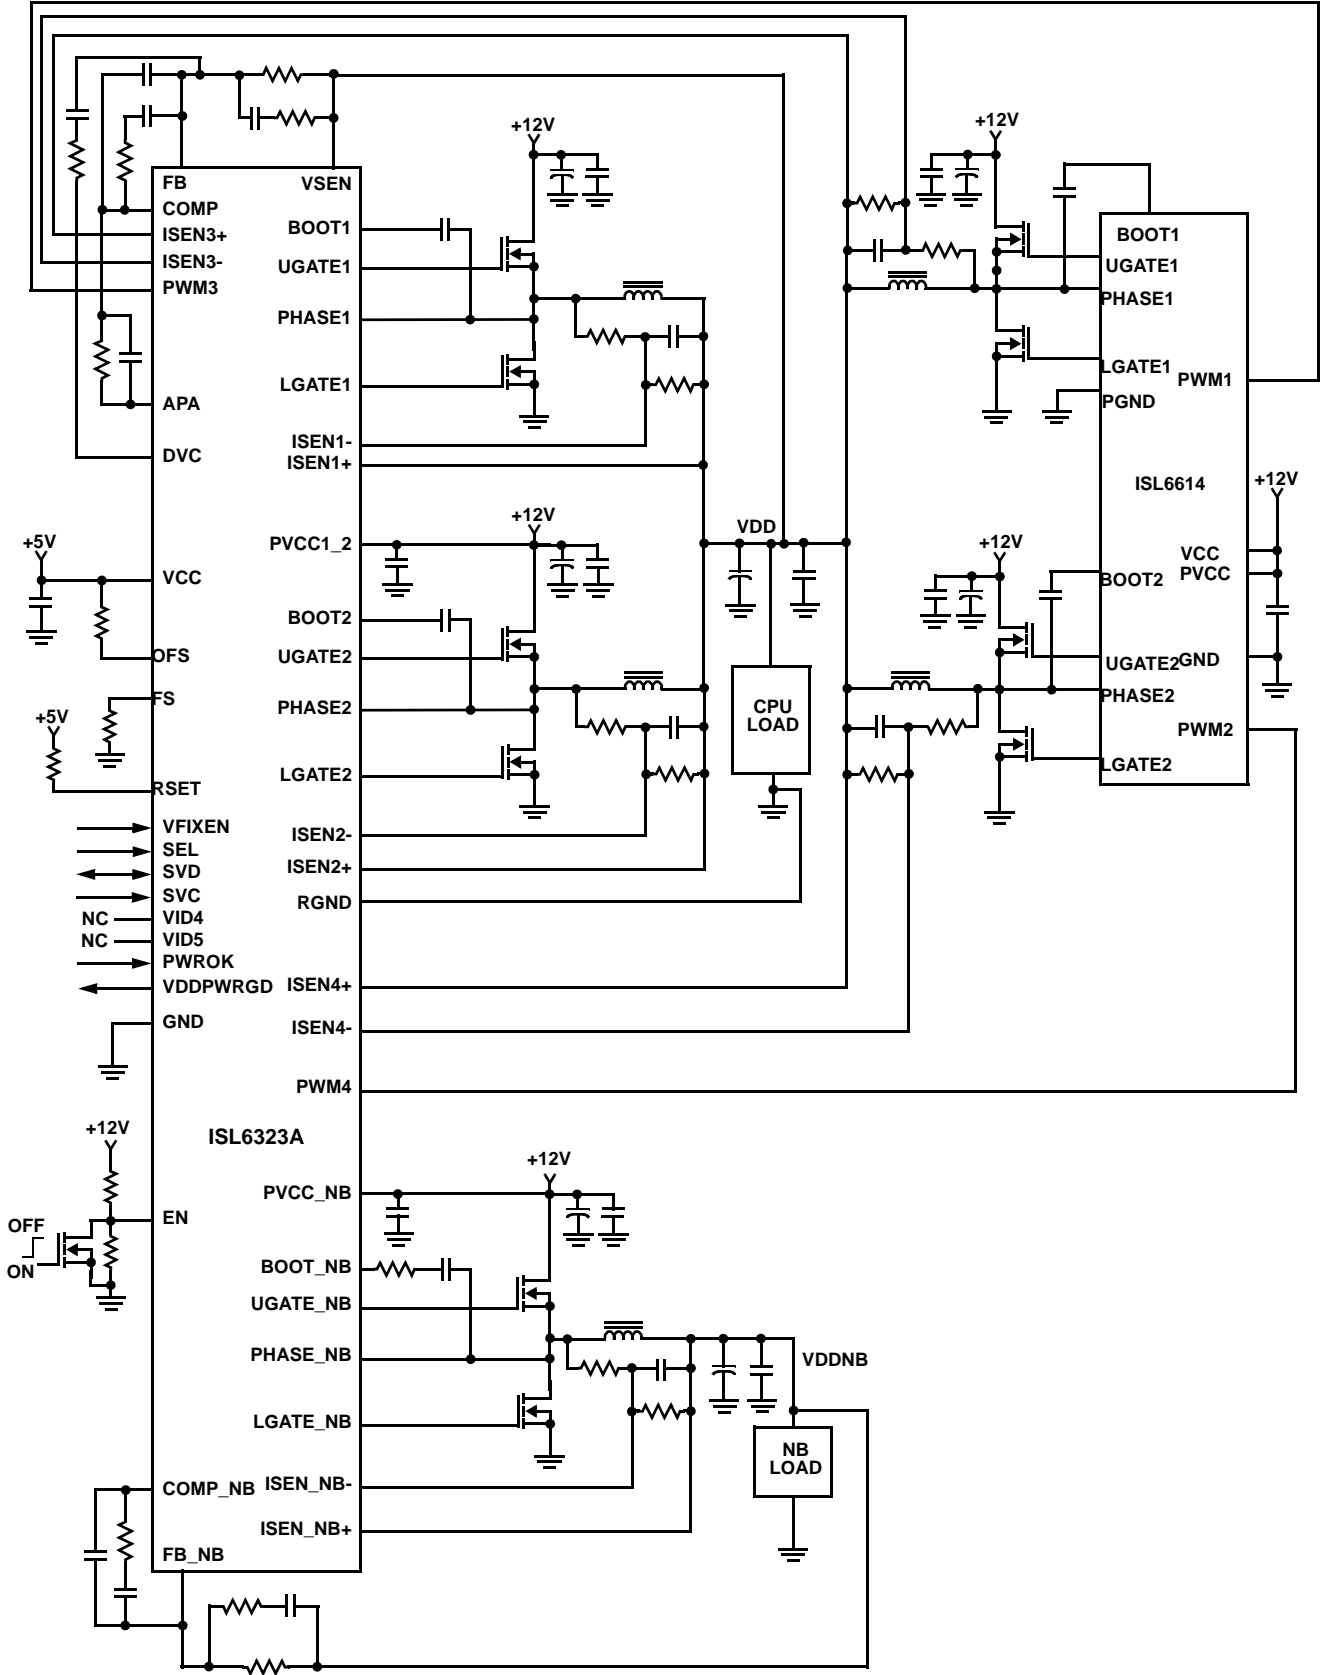 +12V
+12V
FB
VSEN
COMP
ISEN3+
ISEN3-
PWM3
BOOT1
UGATE1
PHASE1
LGATE1
APA
DVC
ISEN1-
ISEN1+
BOOT1
UGATE1
PHASE1
LGATE1
PWM1
PGND
ISL6614
+12V
+12V
VDD
PVCC1_2
+5V
VCC
+12V
VCC
PVCC
BOOT2
BOOT2
UGATE2
OFS
UGATE2
GND
FS
PHASE2
PHASE2
+5V
CPU
LOAD
PWM2
LGATE2
LGATE2
RSET
VFIXEN
SEL
SVD
SVC
NC
VID4
NC
VID5
PWROK
VDDPWRGD
GND
ISEN2-
ISEN2+
RGND
ISEN4+
ISEN4-
PWM4
ISL6323A
+12V
+12V
PVCC_NB
EN
OFF
ON
BOOT_NB
UGATE_NB
PHASE_NB
VDDNB
LGATE_NB
NB
LOAD
COMP_NB
ISEN_NB-
ISEN_NB+
FB_NB